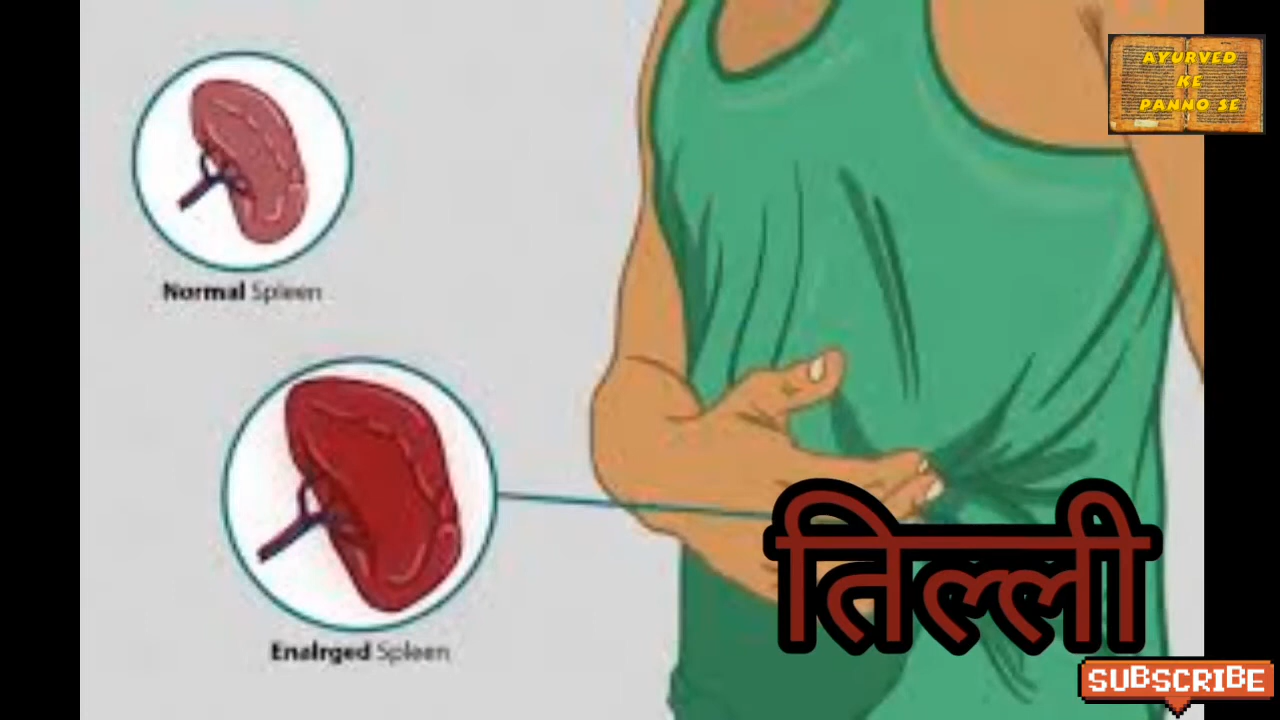 AYURVED
KE
PANNO SE
Normal Spleen
Enalrged Spleen
तिल्ली
SUBSCRIBE